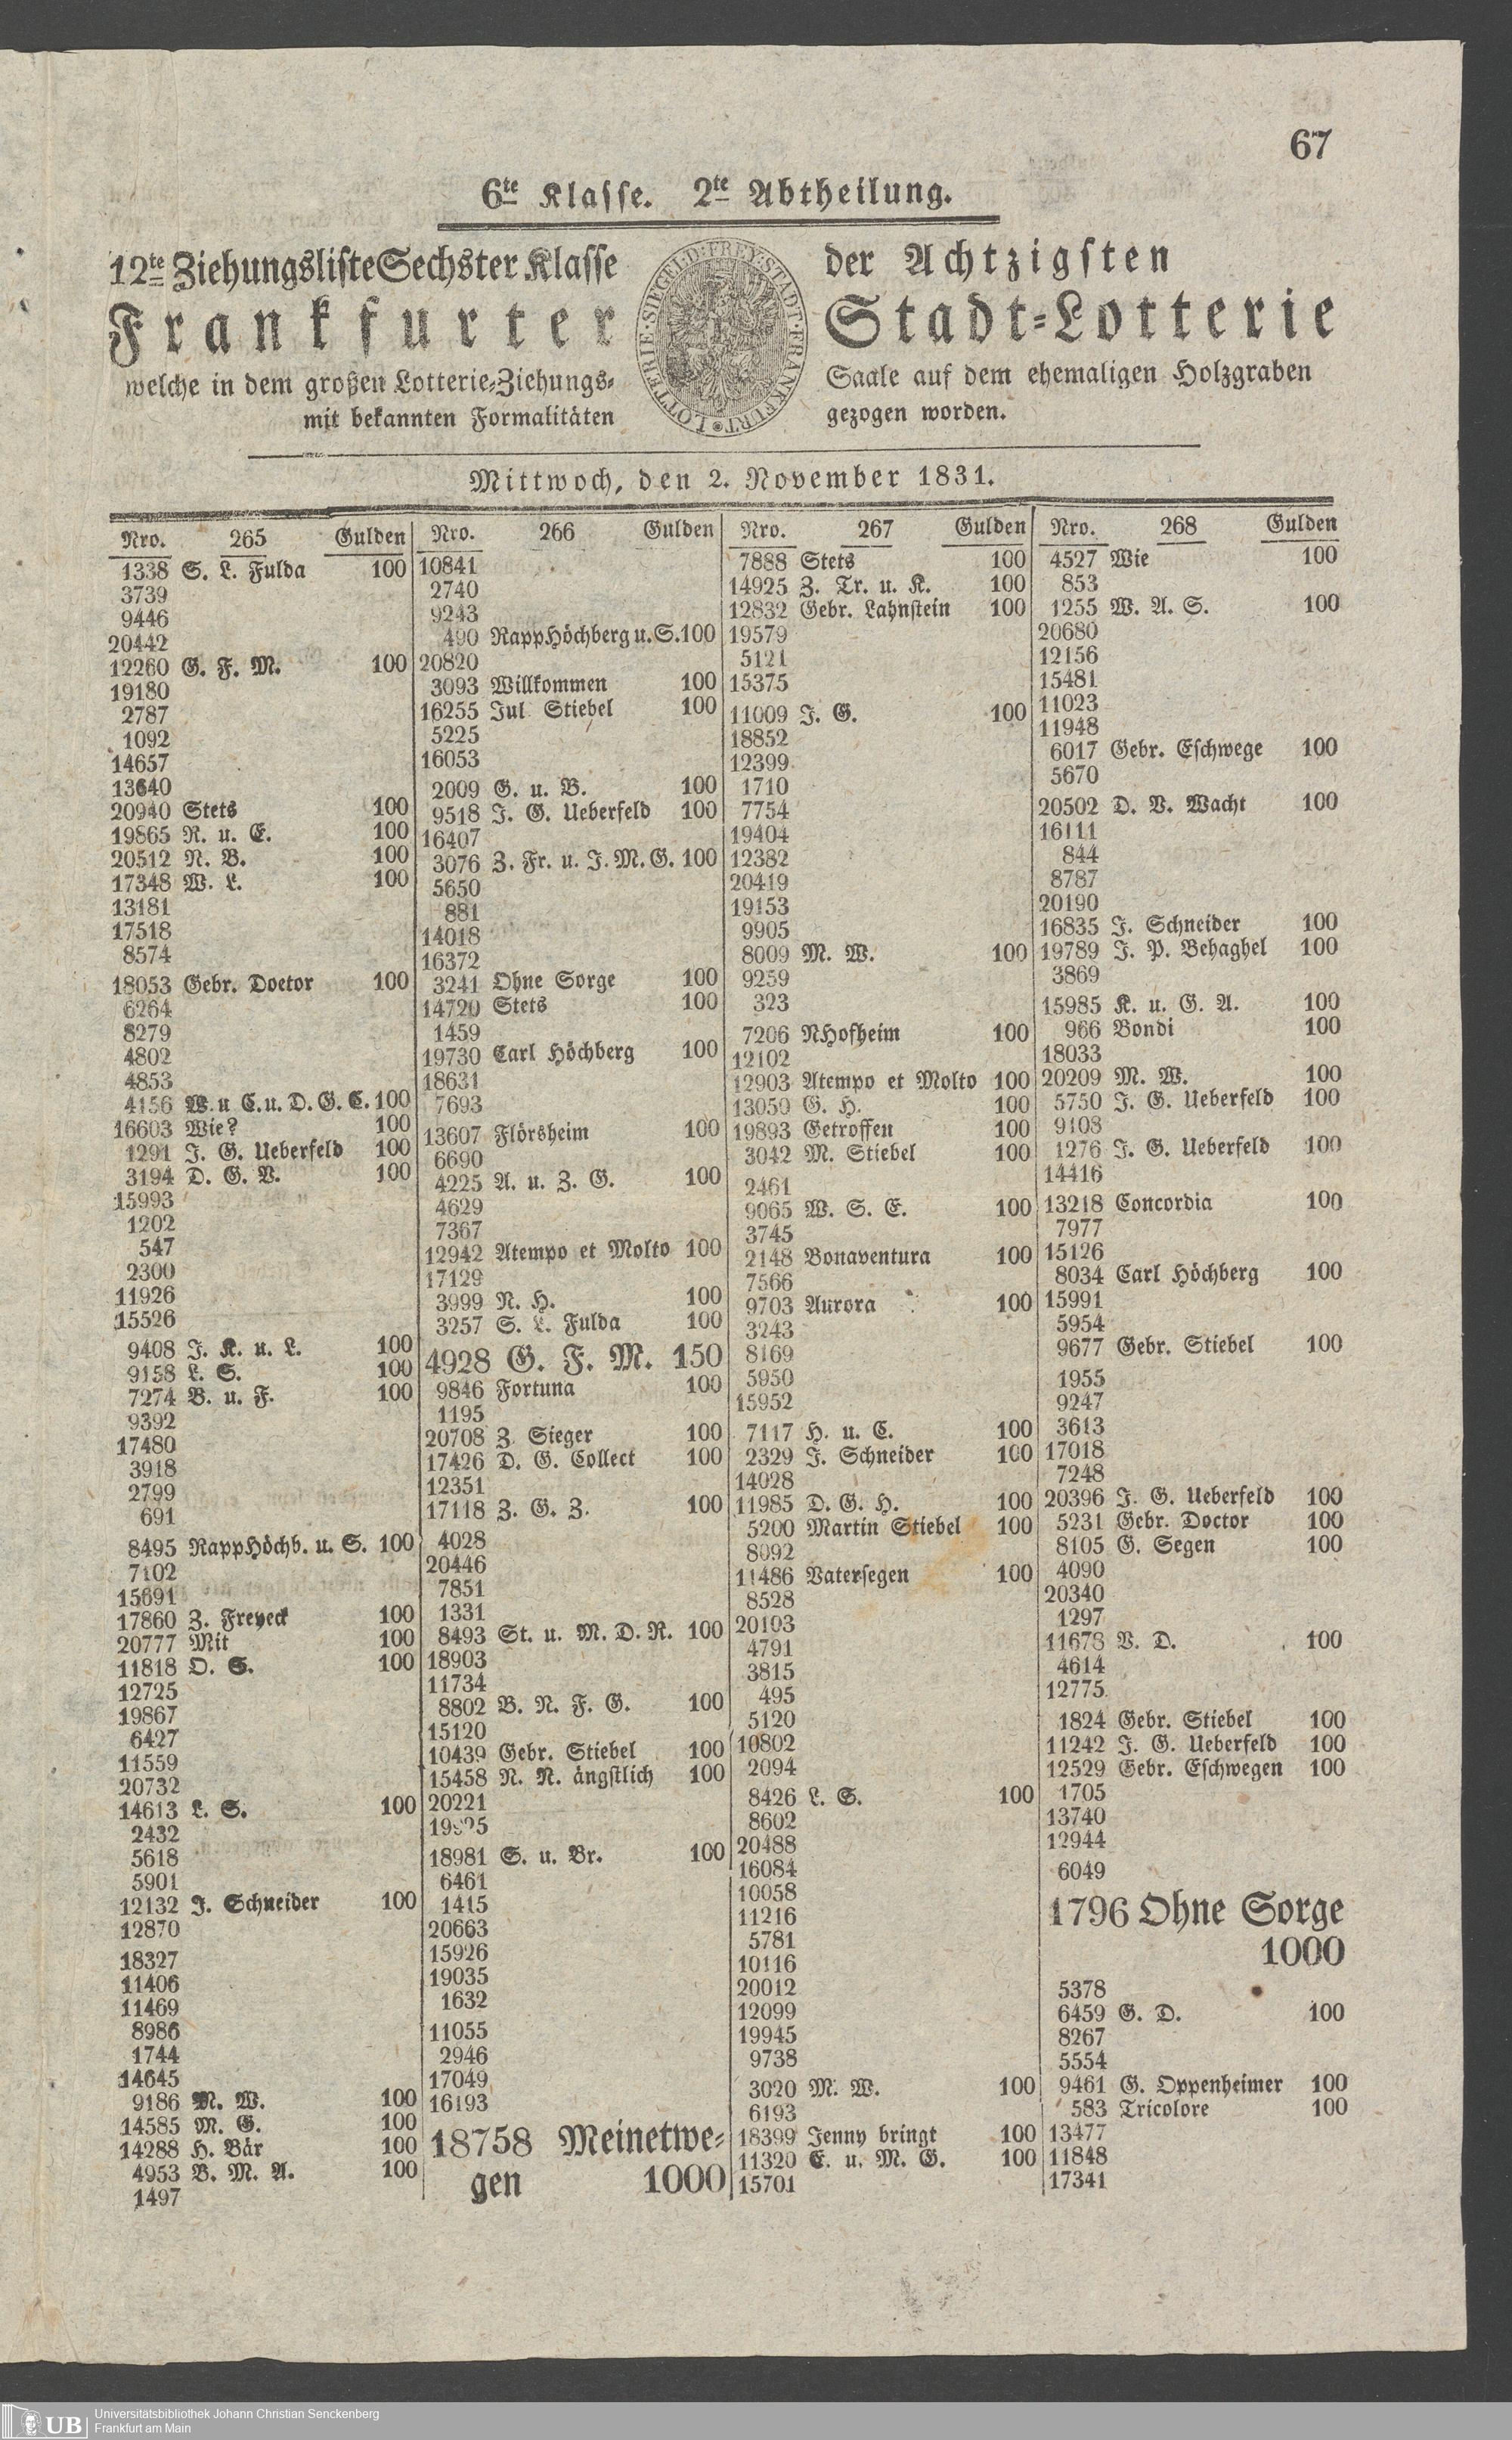 67
6te Klasse. 2te Abtheilung.
12te Ziehungsliste Sechster Klasse
der Achtzigsten
Frankfurter
Stadt=Lotterie
welche in dem großen Lotterie=Ziehungs=
Saale auf dem ehemaligen Holzgraben
mit bekannten Formalitäten
gezogen worden.
LOTTERIE·SIEGEL·D·FREY·STADT·FRANKFURT·
Mittwoch, den 2. November 1831.
Nro. 265 Gulden
1338 S. L. Fulda 100
3739
9446
20442
12260 G. F. M. 100
19180
2787
1092
14657
13640
20940 Stets 100
19865 R. u. E. 100
20512 N. B. 100
17348 W. L. 100
13181
17518
8574
18053 Gebr. Doctor 100
6264
8279
4802
4853
4156 W. u C. u. D. G. C. 100
16603 Wie? 100
1291 J. G. Ueberfeld 100
3194 D. G. V. 100
15993
1202
547
2300
11926
15526
9408 J. K. u. L. 100
9158 L. S. 100
7274 B. u. F. 100
9392
17480
3918
2799
691
8495 Rapp Höchb. u. S. 100
7102
15691
17860 Z. Freyeck 100
20777 Mit 100
11818 O. S. 100
12725
19867
6427
11559
20732
14613 L. S. 100
2432
5618
5901
12132 J. Schneider 100
12870
18327
11406
11469
8986
1744
14645
9186 M. W. 100
14585 M. G. 100
14288 H. Bär 100
4953 B. M. A. 100
1497
Nro. 266 Gulden
10841
2740
9243
490 Rapp Höchberg u. S. 100
20820
3093 Willkommen 100
16255 Jul Stiebel 100
5225
16053
2009 G. u. B. 100
9518 J. G. Ueberfeld 100
16407
3076 Z. Fr. u. J. M. G. 100
5650
881
14018
16372
3241 Ohne Sorge 100
14720 Stets 100
1459
19730 Carl Höchberg 100
18631
7693
13607 Flörsheim 100
6690
4225 A. u. Z. G. 100
4629
7367
12942 Atempo et Molto 100
17129
3999 N. H. 100
3257 S. L. Fulda 100
4928 G. F. M. 150
9846 Fortuna 100
1195
20708 Z. Sieger 100
17426 D. G. Collect 100
12351
17118 Z. G. Z. 100
4028
20446
7851
1331
8493 St. u. M. D. R. 100
18903
11734
8802 B. N. F. G. 100
15120
10439 Gebr. Stiebel 100
15458 N. N. ängstlich 100
20221
18981 S. u. Br. 100
6461
1415
20663
15926
19035
1632
11055
2946
17049
16193
18758 Meinetwe=
gen 1000
Nro. 267 Gulden
7888 Stets 100
14925 Z. Tr. u. K. 100
12832 Gebr. Lahnstein 100
19579
5121
15375
11009 J. G. 100
18852
12399
1710
7754
19404
12382
20419
19153
9905
8009 M. W. 100
9259
323
7206 NHofheim 100
12102
12903 Atempo et Molto 100
13050 G. H. 100
19893 Getroffen 100
3042 M. Stiebel 100
2461
9065 W. S. E. 100
3745
2148 Bonaventura 100
7566
9703 Aurora 100
3243
8169
5950
15952
7117 H. u. C. 100
2329 J. Schneider 100
14028
11985 D. G. H. 100
5200 Martin Stiebel 100
8092
11486 Vatersegen 100
8528
20103
4791
3815
495
5120
10802
2094
8426 L. S. 100
8602
20488
16084
10058
11216
5781
10116
20012
12099
19945
9738
3020 M. W. 100
6193
18399 Jenny bringt 100
11320 E. u. M. G. 100
15701
Nro. 268 Gulden
4527 Wie 100
853
1255 W. A. S. 100
20680
12156
15481
11023
11948
6017 Gebr. Eschwege 100
5670
20502 D. V. Wacht 100
16111
844
8787
20190
16835 J. Schneider 100
19789 J. P. Behaghel 100
3869
15985 K. u. G. A. 100
966 Bondi 100
18033
20209 M. W. 100
5750 J. G. Ueberfeld 100
9108
1276 J. G. Ueberfeld 100
14416
13218 Concordia 100
7977
15126
8034 Carl Höchberg 100
15991
5954
9677 Gebr. Stiebel 100
1955
9247
3613
17018
7248
20396 J. G. Ueberfeld 100
5231 Gebr. Doctor 100
8105 G. Segen 100
4090
20340
1297
11678 V. D. 100
4614
12775
1824 Gebr. Stiebel 100
11242 J. G. Ueberfeld 100
12529 Gebr. Eschwegen 100
1705
13740
12944
6049
1796 Ohne Sorge
1000
5378
6459 G. D. 100
8267
5554
9461 G. Oppenheimer 100
583 Tricolore 100
13477
11848
17341
UB
Universitätsbibliothek Johann Christian Senckenberg
Frankfurt am Main